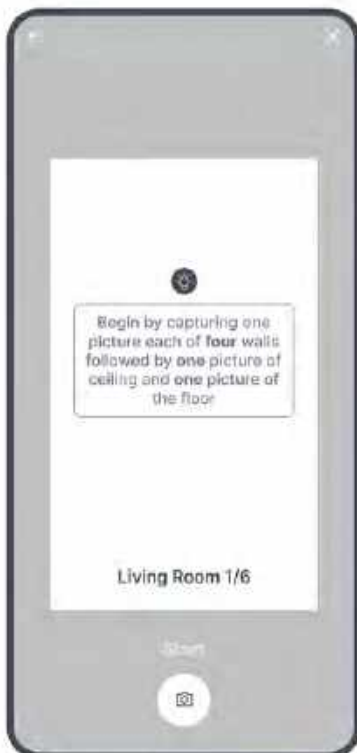 Begin by capturing one
picture each of four walls
followed by one picture of
ceiling and one picture of
the floor
Living Room 1/6
Start